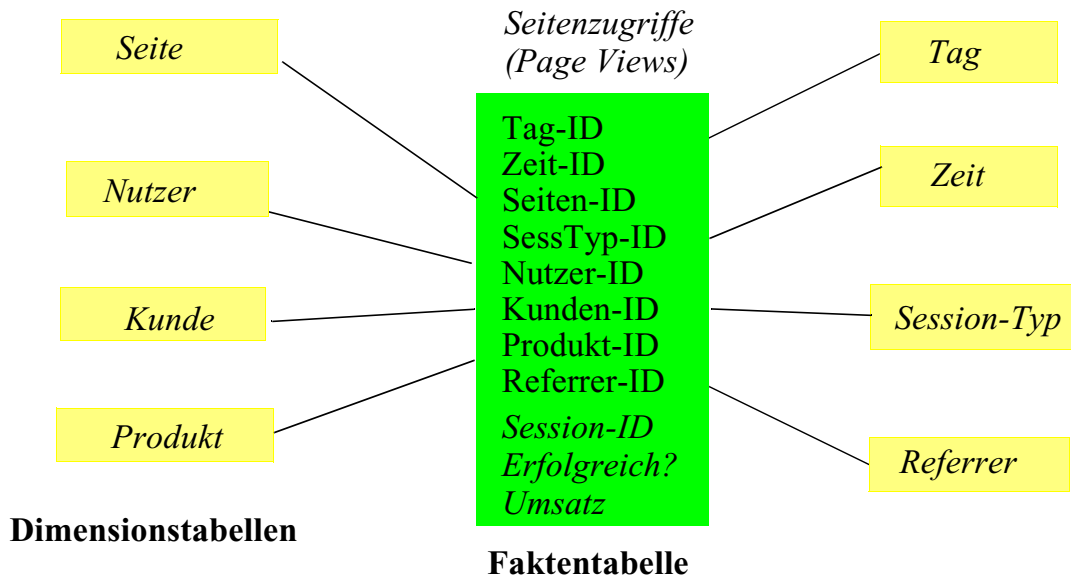 Seite
Nutzer
Kunde
Produkt
Dimensionstabellen
Seitenzugriffe
(Page Views)
Tag-ID
Zeit-ID
Seiten-ID
SessTyp-ID
Nutzer-ID
Kunden-ID
Produkt-ID
Referrer-ID
Session-ID
Erfolgreich?
Umsatz
Faktentabelle
Tag
Zeit
Session-Typ
Referrer